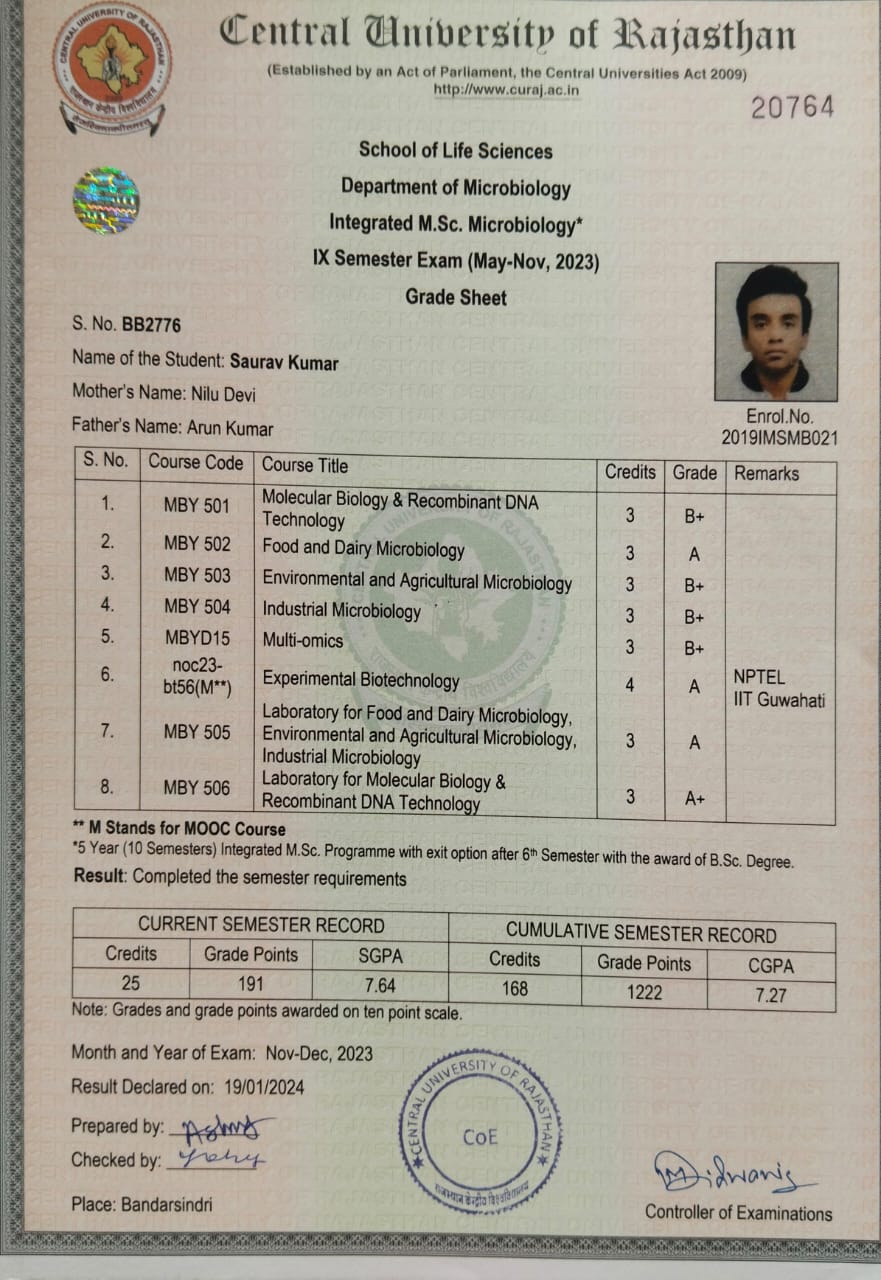 CENTRAL UNIVERSITY OF RAJASTHAN
राजस्थान केन्द्रीय विश्वविद्यालय
Central University of Rajasthan
(Established by an Act of Parliament, the Central Universities Act 2009)
http://www.curaj.ac.in
20764
School of Life Sciences
Department of Microbiology
Integrated M.Sc. Microbiology*
IX Semester Exam (May-Nov, 2023)
Grade Sheet
S. No. BB2776
Name of the Student: Saurav Kumar
Mother's Name: Nilu Devi
Father's Name: Arun Kumar
Enrol.No.
2019IMSMB021
S. No. Course Code Course Title Credits Grade Remarks
1. MBY 501 Molecular Biology & Recombinant DNA
Technology 3 B+
2. MBY 502 Food and Dairy Microbiology 3 A
3. MBY 503 Environmental and Agricultural Microbiology 3 B+
4. MBY 504 Industrial Microbiology 3 B+
5. MBYD15 Multi-omics 3 B+
6. noc23-
bt56(M**) Experimental Biotechnology 4 A NPTEL
IIT Guwahati
7. MBY 505 Laboratory for Food and Dairy Microbiology,
Environmental and Agricultural Microbiology,
Industrial Microbiology 3 A
8. MBY 506 Laboratory for Molecular Biology &
Recombinant DNA Technology 3 A+
** M Stands for MOOC Course
*5 Year (10 Semesters) Integrated M.Sc. Programme with exit option after 6th Semester with the award of B.Sc. Degree.
Result: Completed the semester requirements
CURRENT SEMESTER RECORD CUMULATIVE SEMESTER RECORD
Credits Grade Points SGPA Credits Grade Points CGPA
25 191 7.64 168 1222 7.27
Note: Grades and grade points awarded on ten point scale.
Month and Year of Exam: Nov-Dec, 2023
Result Declared on: 19/01/2024
Prepared by:
Checked by:
Place: Bandarsindri
CENTRAL UNIVERSITY OF RAJASTHAN
CoE
राजस्थान केन्द्रीय विश्वविद्यालय
Controller of Examinations